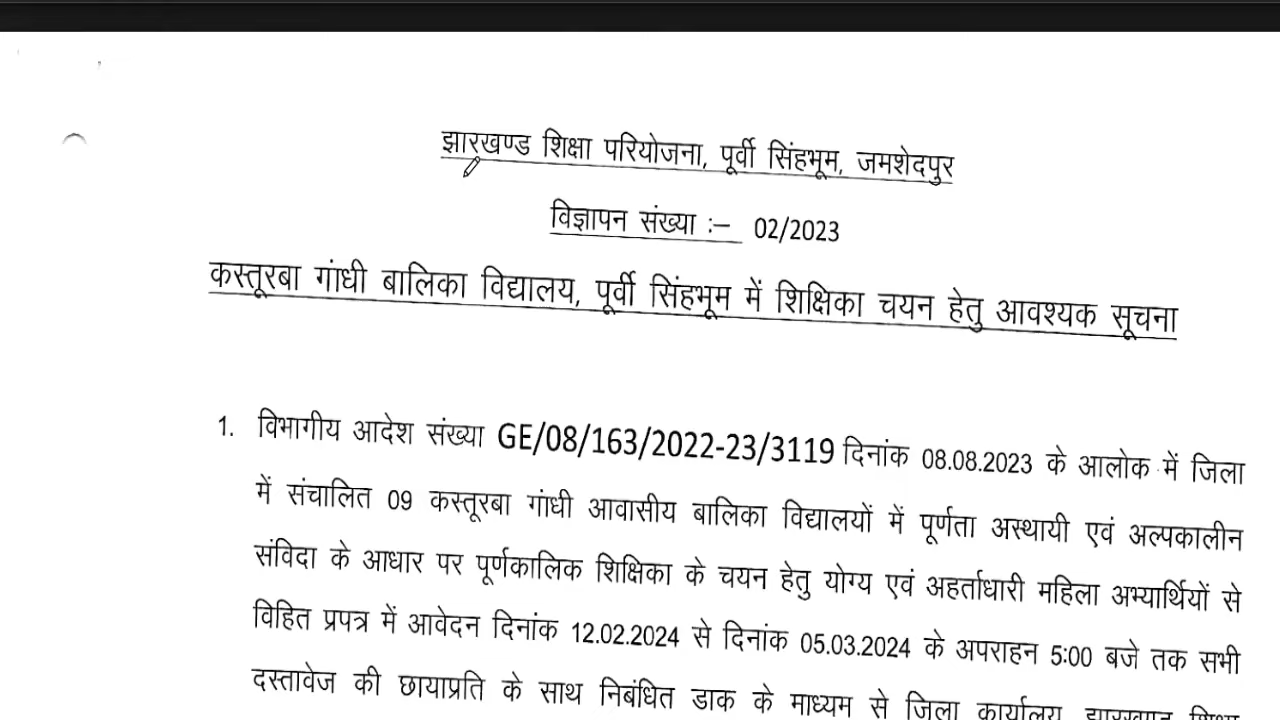 झारखण्ड शिक्षा परियोजना, पूर्वी सिंहभूम, जमशेदपुर
विज्ञापन संख्या :– 02/2023
कस्तूरबा गांधी बालिका विद्यालय, पूर्वी सिंहभूम में शिक्षिका चयन हेतु आवश्यक सूचना
1. विभागीय आदेश संख्या GE/08/163/2022-23/3119 दिनांक 08.08.2023 के आलोक में जिला
में संचालित 09 कस्तूरबा गांधी आवासीय बालिका विद्यालयों में पूर्णता अस्थायी एवं अल्पकालीन
संविदा के आधार पर पूर्णकालिक शिक्षिका के चयन हेतु योग्य एवं अहर्ताधारी महिला अभ्यार्थियों से
विहित प्रपत्र में आवेदन दिनांक 12.02.2024 से दिनांक 05.03.2024 के अपराहन 5:00 बजे तक सभी
दस्तावेज की छायाप्रति के साथ निबंधित डाक के माध्यम से जिला कार्यालय, झारखण्ड शिक्षा